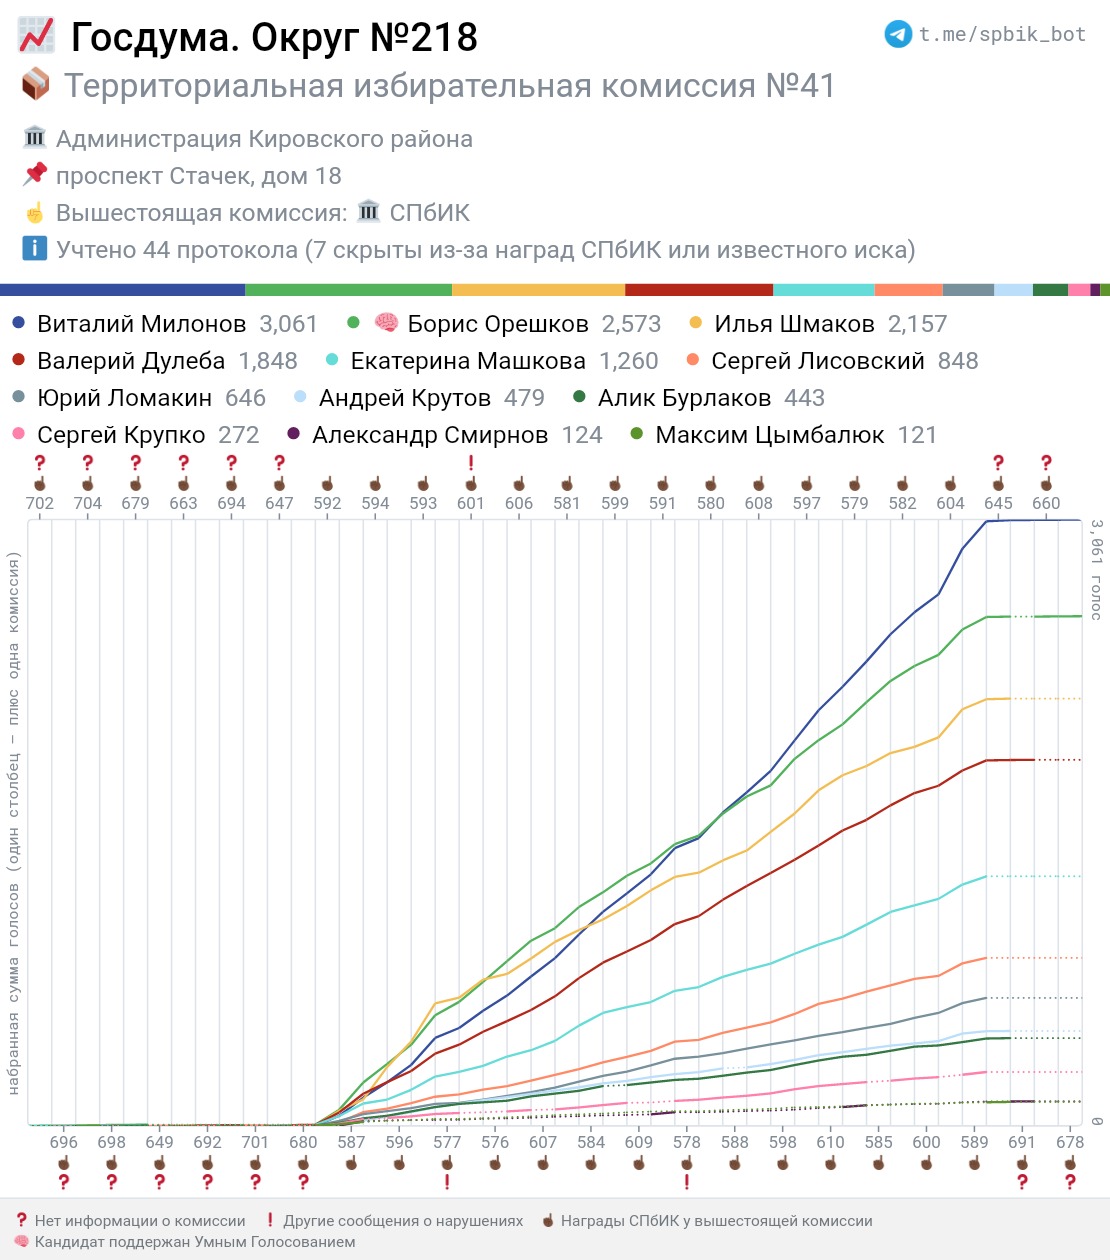 Госдума. Округ №218
t.me/spbik_bot
Территориальная избирательная комиссия №41
Администрация Кировского района
проспект Стачек, дом 18
Вышестоящая комиссия: СПбИК
Учтено 44 протокола (7 скрыты из-за наград СПбИК или известного иска)
Виталий Милонов 3,061 Борис Орешков 2,573 Илья Шмаков 2,157
Валерий Дулеба 1,848 Екатерина Машкова 1,260 Сергей Лисовский 848
Юрий Ломакин 646 Андрей Крутов 479 Алик Бурлаков 443
Сергей Крупко 272 Александр Смирнов 124 Максим Цымбалюк 121
702 704 679 663 694 647 592 594 593 601 606 581 599 591 580 608 597 579 582 604 645 660
набранная сумма голосов (один столбец — плюс одна комиссия)
3,061 голос
0
696 698 649 692 701 680 587 596 577 576 607 584 609 578 588 598 610 585 600 589 691 678
? Нет информации о комиссии ! Другие сообщения о нарушениях Награды СПбИК у вышестоящей комиссии
Кандидат поддержан Умным Голосованием